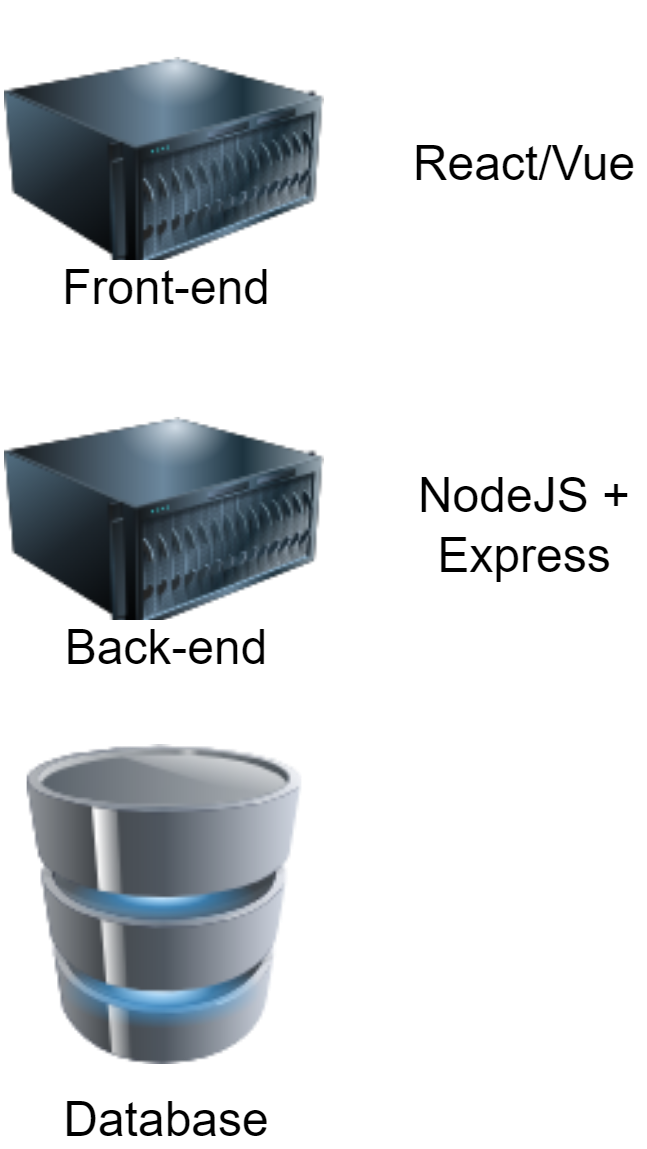 React/Vue
Front-end
NodeJS +
Express
Back-end
Database